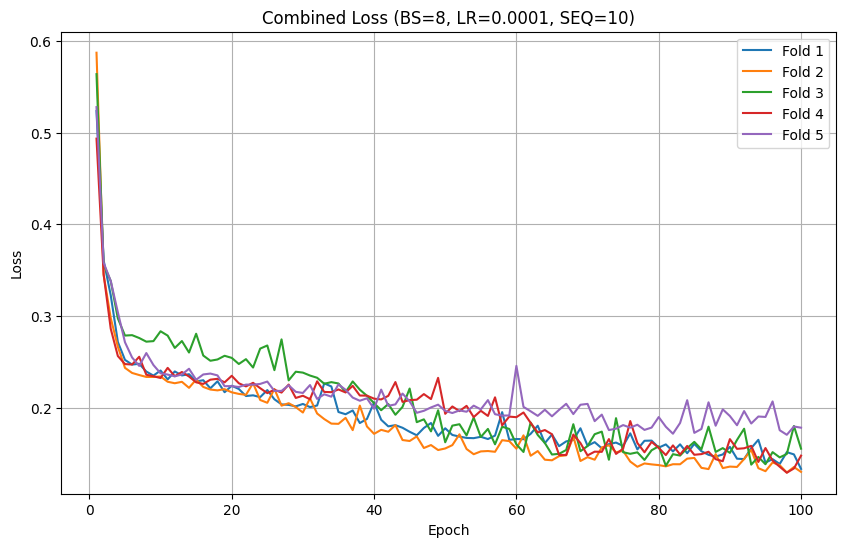 Combined Loss (BS=8, LR=0.0001, SEQ=10)
0.6
0.5
0.4
0.3
0.2
Loss
Fold 1
Fold 2
Fold 3
Fold 4
Fold 5
0 20 40 60 80 100
Epoch